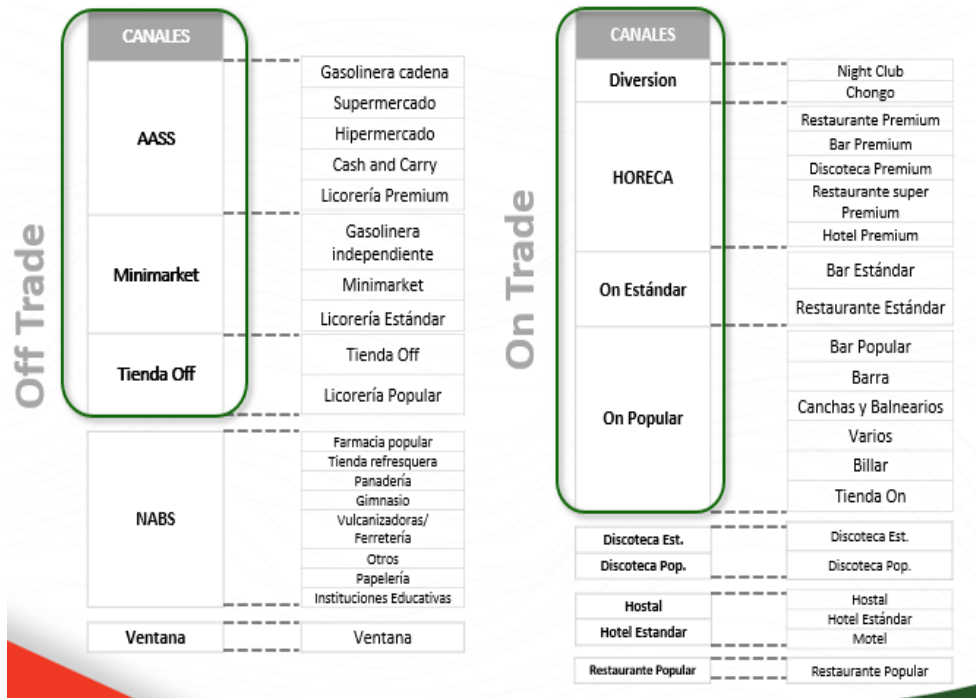 Off Trade
CANALES
AASS
Gasolinera cadena
Supermercado
Hipermercado
Cash and Carry
Licorería Premium
Minimarket
Gasolinera
independiente
Minimarket
Licorería Estándar
Tienda Off
Tienda Off
Licorería Popular
NABS
Farmacia popular
Tienda refresquera
Panadería
Gimnasio
Vulcanizadoras/
Ferretería
Otros
Papelería
Instituciones Educativas
Ventana
Ventana
On Trade
CANALES
Diversion
Night Club
Chongo
HORECA
Restaurante Premium
Bar Premium
Discoteca Premium
Restaurante super
Premium
Hotel Premium
On Estándar
Bar Estándar
Restaurante Estándar
On Popular
Bar Popular
Barra
Canchas y Balnearios
Varios
Billar
Tienda On
Discoteca Est.
Discoteca Est.
Discoteca Pop.
Discoteca Pop.
Hostal
Hotel Estandar
Hostal
Hotel Estándar
Motel
Restaurante Popular
Restaurante Popular